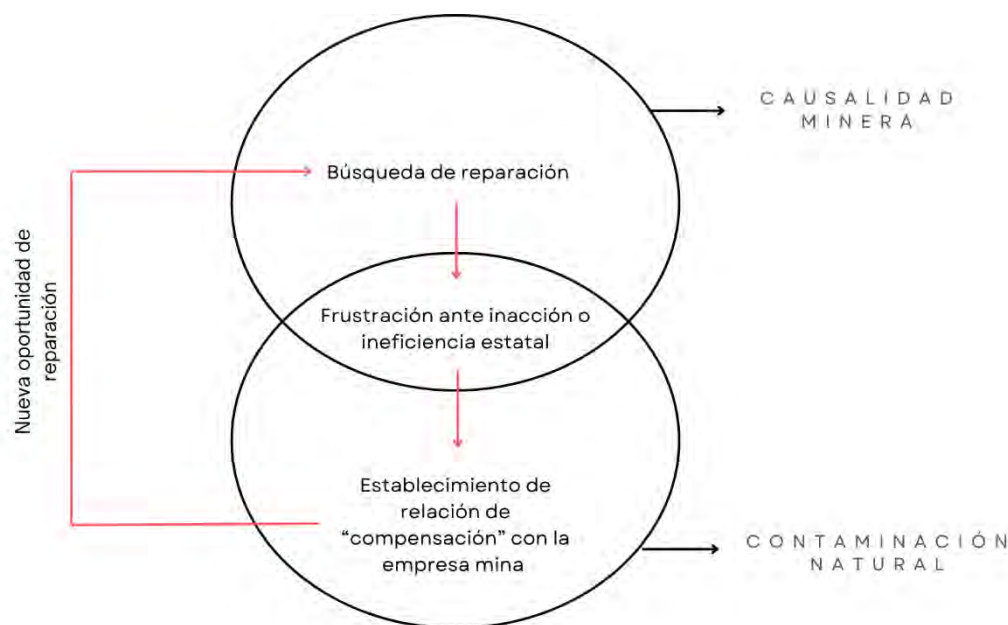 CAUSALIDAD
MINERA
Búsqueda de reparación
Nueva oportunidad de
reparación
Frustración ante inacción o
ineficiencia estatal
Establecimiento de
relación de
“compensación” con la
empresa mina
CONTAMINACIÓN
NATURAL